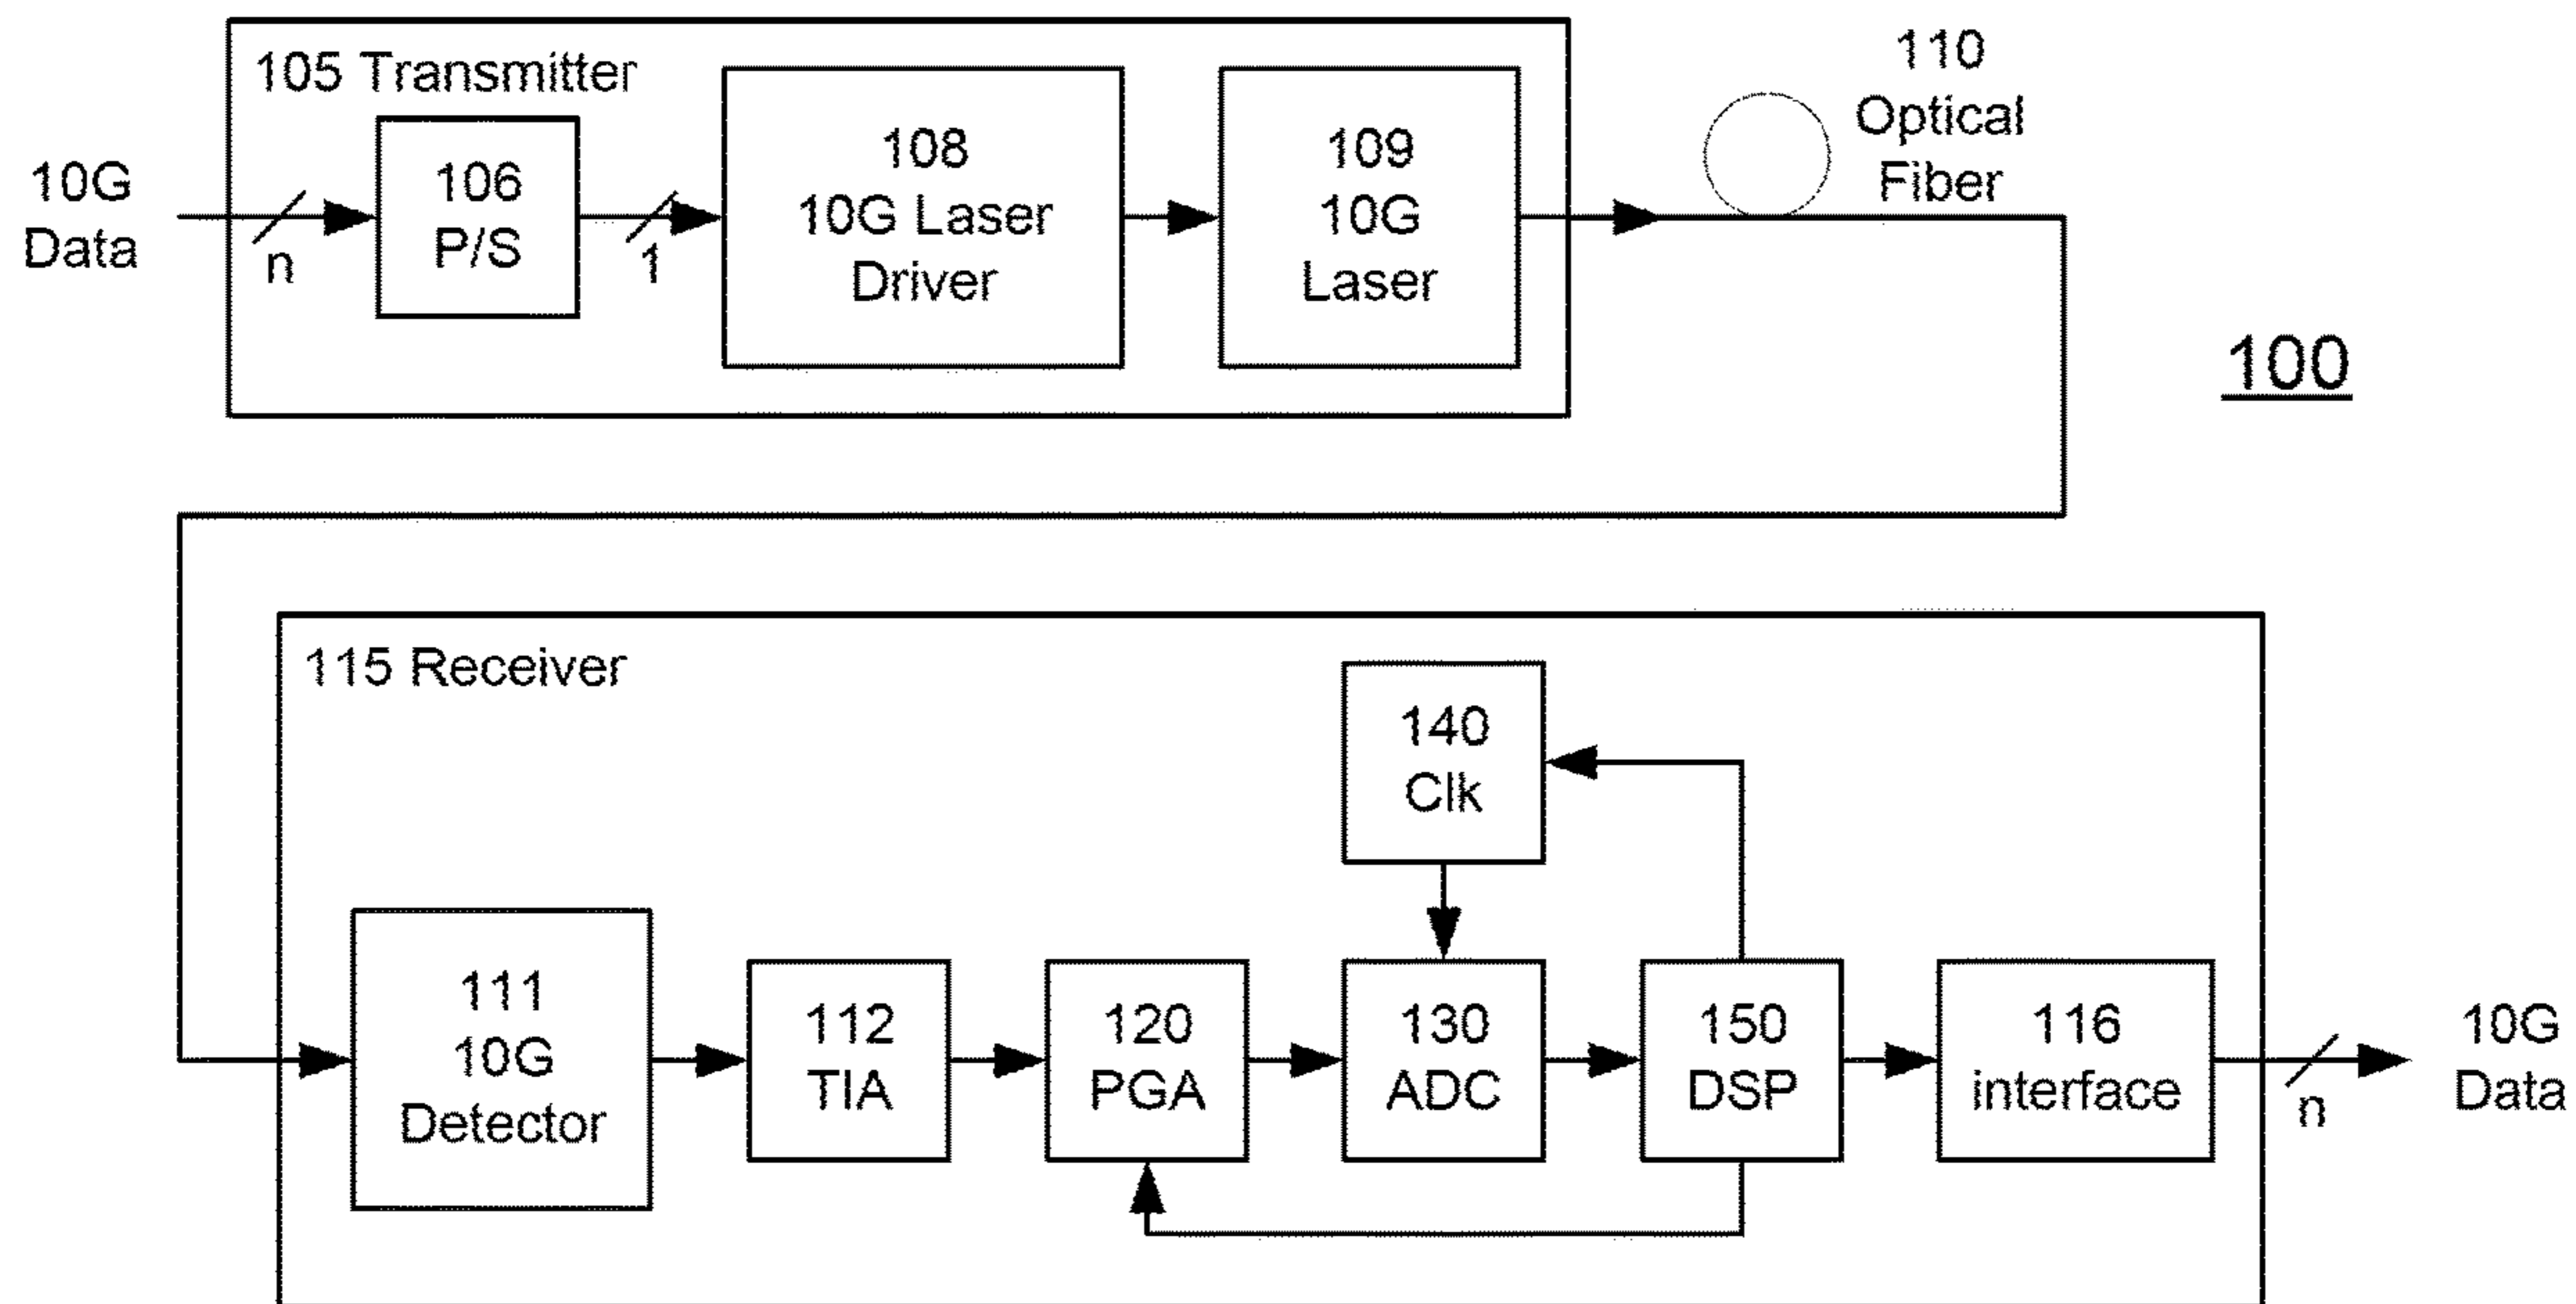 105 Transmitter
10G
Data
n
106
P/S
1
108
10G Laser
Driver
109
10G
Laser
110
Optical
Fiber
100
115 Receiver
140
Clk
111
10G
Detector
112
TIA
120
PGA
130
ADC
150
DSP
116
interface
n
10G
Data